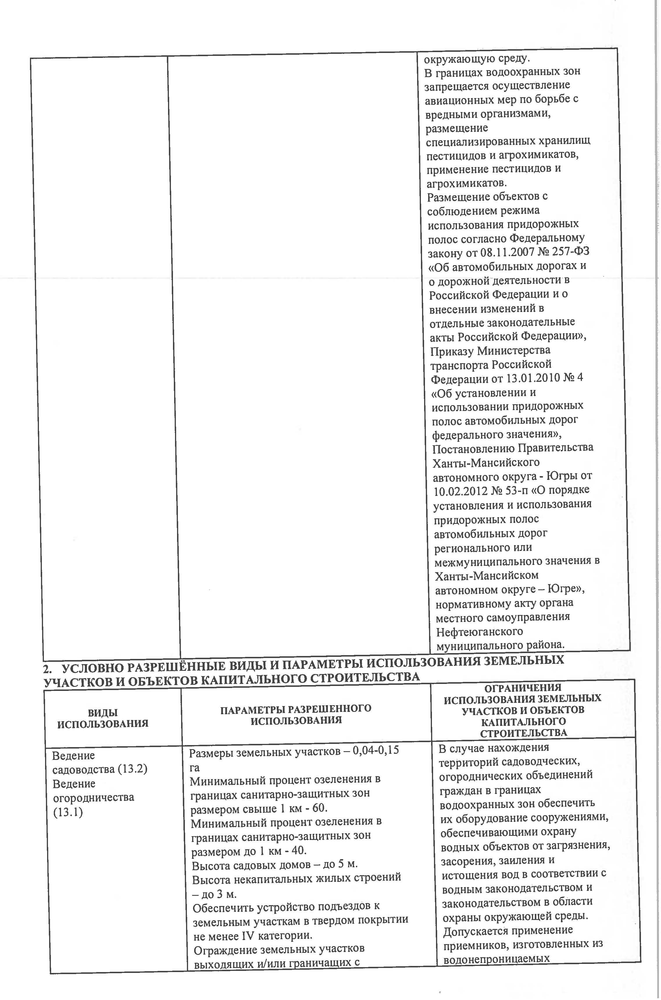 окружающую среду.
В границах водоохранных зон
запрещается осуществление
авиационных мер по борьбе с
вредными организмами,
размещение
специализированных хранилищ
пестицидов и агрохимикатов,
применение пестицидов и
агрохимикатов.
Размещение объектов с
соблюдением режима
использования придорожных
полос согласно Федеральному
закону от 08.11.2007 № 257-ФЗ
«Об автомобильных дорогах и
о дорожной деятельности в
Российской Федерации и о
внесении изменений в
отдельные законодательные
акты Российской Федерации»,
Приказу Министерства
транспорта Российской
Федерации от 13.01.2010 № 4
«Об установлении и
использовании придорожных
полос автомобильных дорог
федерального значения»,
Постановлению Правительства
Ханты-Мансийского
автономного округа - Югры от
10.02.2012 № 53-п «О порядке
установления и использования
придорожных полос
автомобильных дорог
регионального или
межмуниципального значения в
Ханты-Мансийском
автономном округе – Югре»,
нормативному акту органа
местного самоуправления
Нефтеюганского
муниципального района.
2. УСЛОВНО РАЗРЕШЁННЫЕ ВИДЫ И ПАРАМЕТРЫ ИСПОЛЬЗОВАНИЯ ЗЕМЕЛЬНЫХ
УЧАСТКОВ И ОБЪЕКТОВ КАПИТАЛЬНОГО СТРОИТЕЛЬСТВА
ВИДЫ
ИСПОЛЬЗОВАНИЯ
ПАРАМЕТРЫ РАЗРЕШЕННОГО
ИСПОЛЬЗОВАНИЯ
ОГРАНИЧЕНИЯ
ИСПОЛЬЗОВАНИЯ ЗЕМЕЛЬНЫХ
УЧАСТКОВ И ОБЪЕКТОВ
КАПИТАЛЬНОГО
СТРОИТЕЛЬСТВА
Ведение
садоводства (13.2)
Ведение
огородничества
(13.1)
Размеры земельных участков – 0,04-0,15
га
Минимальный процент озеленения в
границах санитарно-защитных зон
размером свыше 1 км - 60.
Минимальный процент озеленения в
границах санитарно-защитных зон
размером до 1 км - 40.
Высота садовых домов – до 5 м.
Высота некапитальных жилых строений
– до 3 м.
Обеспечить устройство подъездов к
земельным участкам в твердом покрытии
не менее IV категории.
Ограждение земельных участков
выходящих и/или граничащих с
В случае нахождения
территорий садоводческих,
огороднических объединений
граждан в границах
водоохранных зон обеспечить
их оборудование сооружениями,
обеспечивающими охрану
водных объектов от загрязнения,
засорения, заиления и
истощения вод в соответствии с
водным законодательством и
законодательством в области
охраны окружающей среды.
Допускается применение
приемников, изготовленных из
водонепроницаемых